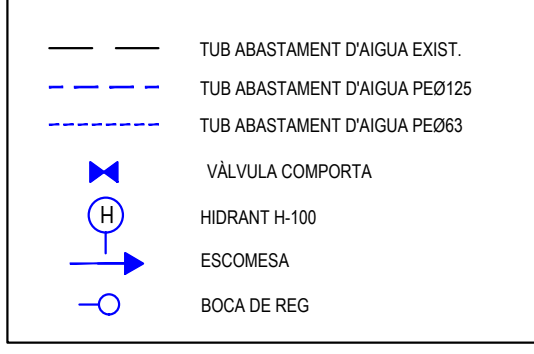 TUB ABASTAMENT D'AIGUA EXIST.
TUB ABASTAMENT D'AIGUA PEØ125
TUB ABASTAMENT D'AIGUA PEØ63
VÀLVULA COMPORTA
H HIDRANT H-100
ESCOMESA
BOCA DE REG